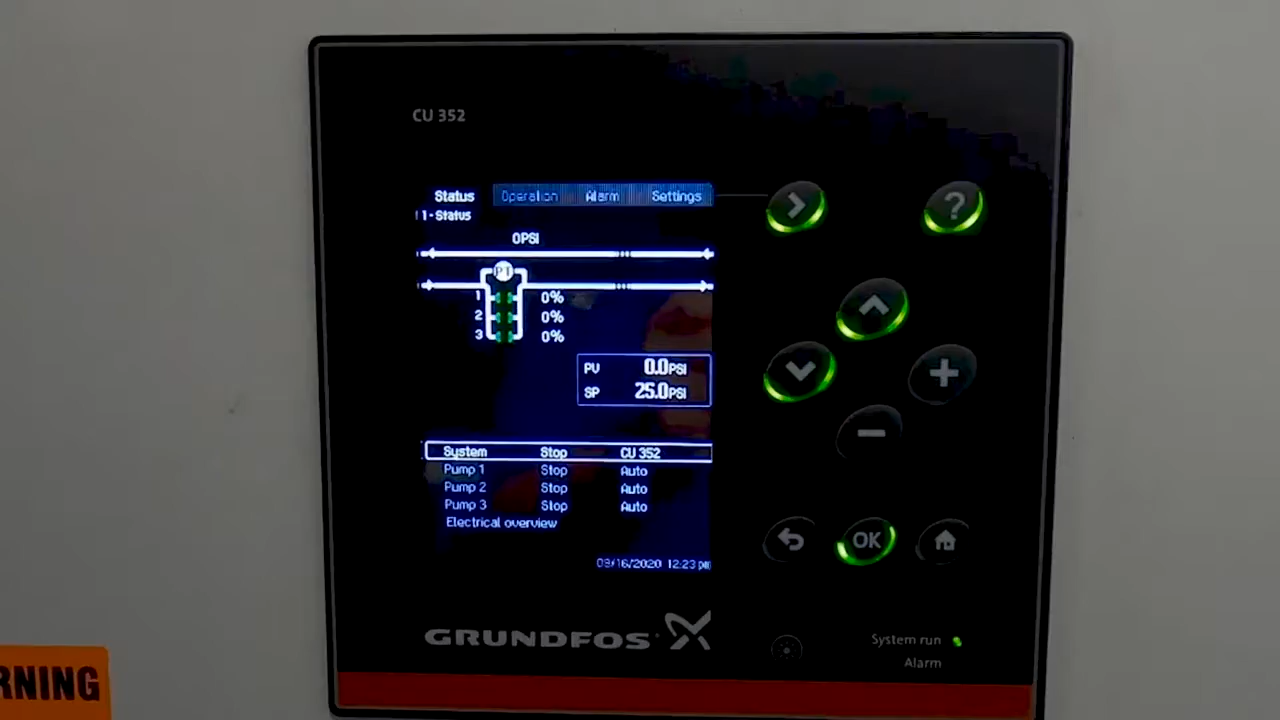 CU 352
Status Operation Alarm Settings
1 - Status
0PSI
PT
1 0%
2 0%
3 0%
PV 0.0PSI
SP 25.0PSI
System Stop CU 352
Pump 1 Stop Auto
Pump 2 Stop Auto
Pump 3 Stop Auto
Electrical overview
09/16/2020 12:23 pm
?
OK
GRUNDFOS
System run
Alarm
RNING